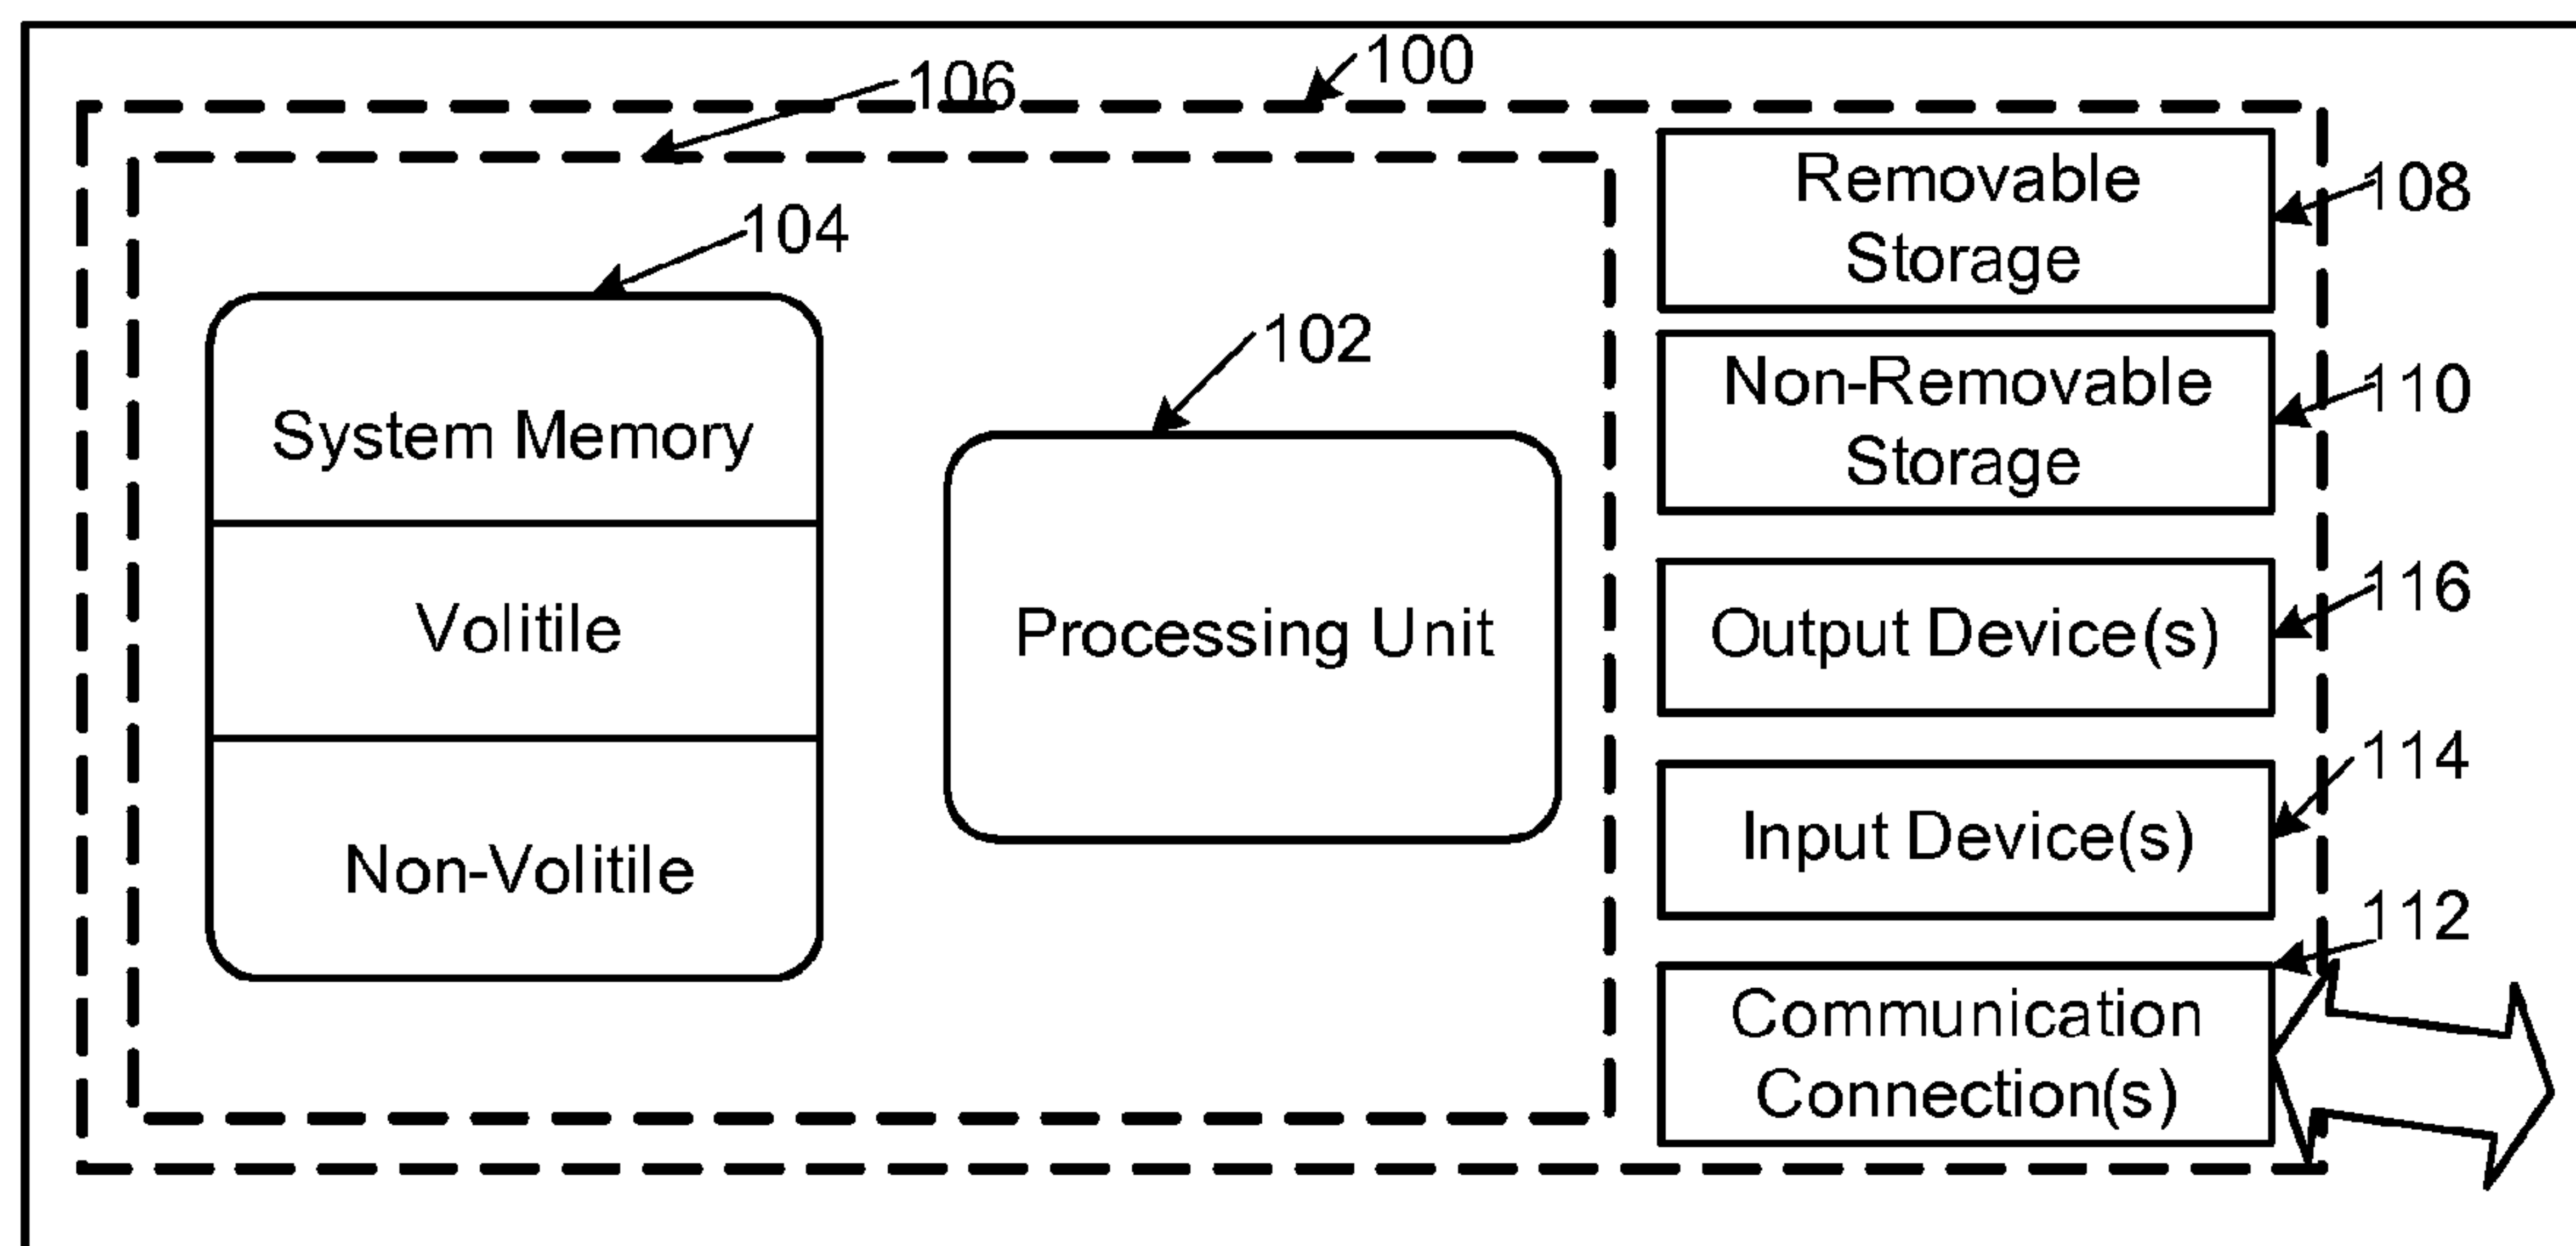 106
100
Removable
Storage
108
104
102
Non-Removable
Storage
110
System Memory
Volitile
Non-Volitile
Processing Unit
Output Device(s)
116
Input Device(s)
114
112
Communication
Connection(s)